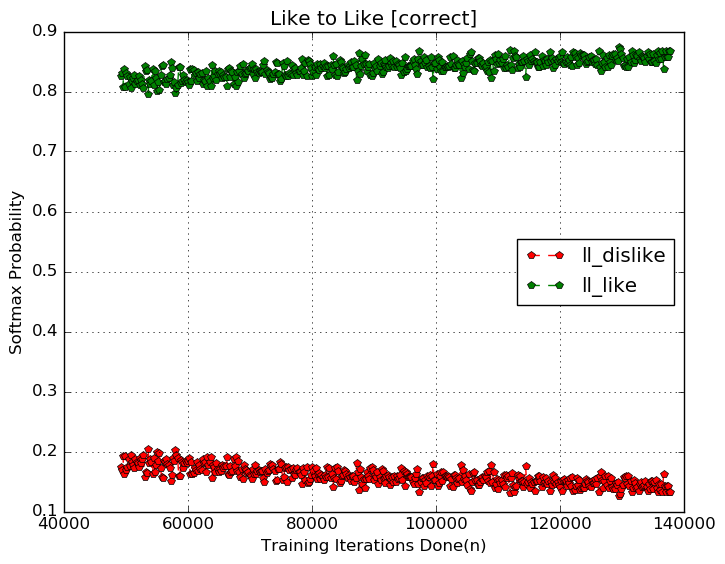 Like to Like [correct]
0.9
0.8
0.7
0.6
0.5
0.4
0.3
0.2
0.1
Softmax Probability
ll_dislike
ll_like
40000 60000 80000 100000 120000 140000
Training Iterations Done(n)